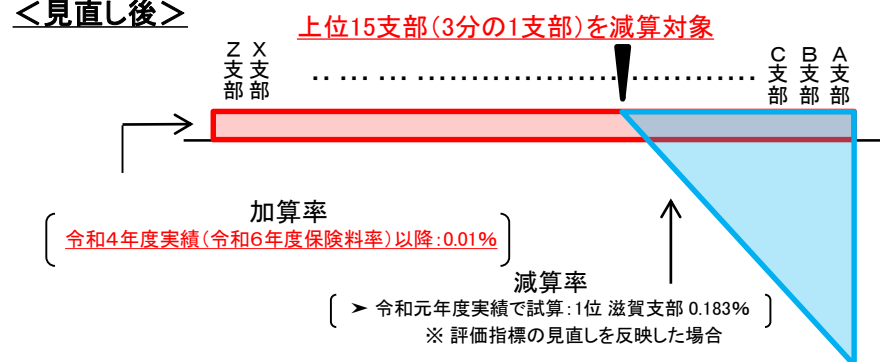 ＜見直し後＞
上位15支部(3分の1支部)を減算対象
Z支部
X支部
‥ … … ……………………………
C支部
B支部
A支部
加算率
令和4年度実績(令和6年度保険料率)以降:0.01%
減算率
➤ 令和元年度実績で試算:1位 滋賀支部 0.183%
※ 評価指標の見直しを反映した場合